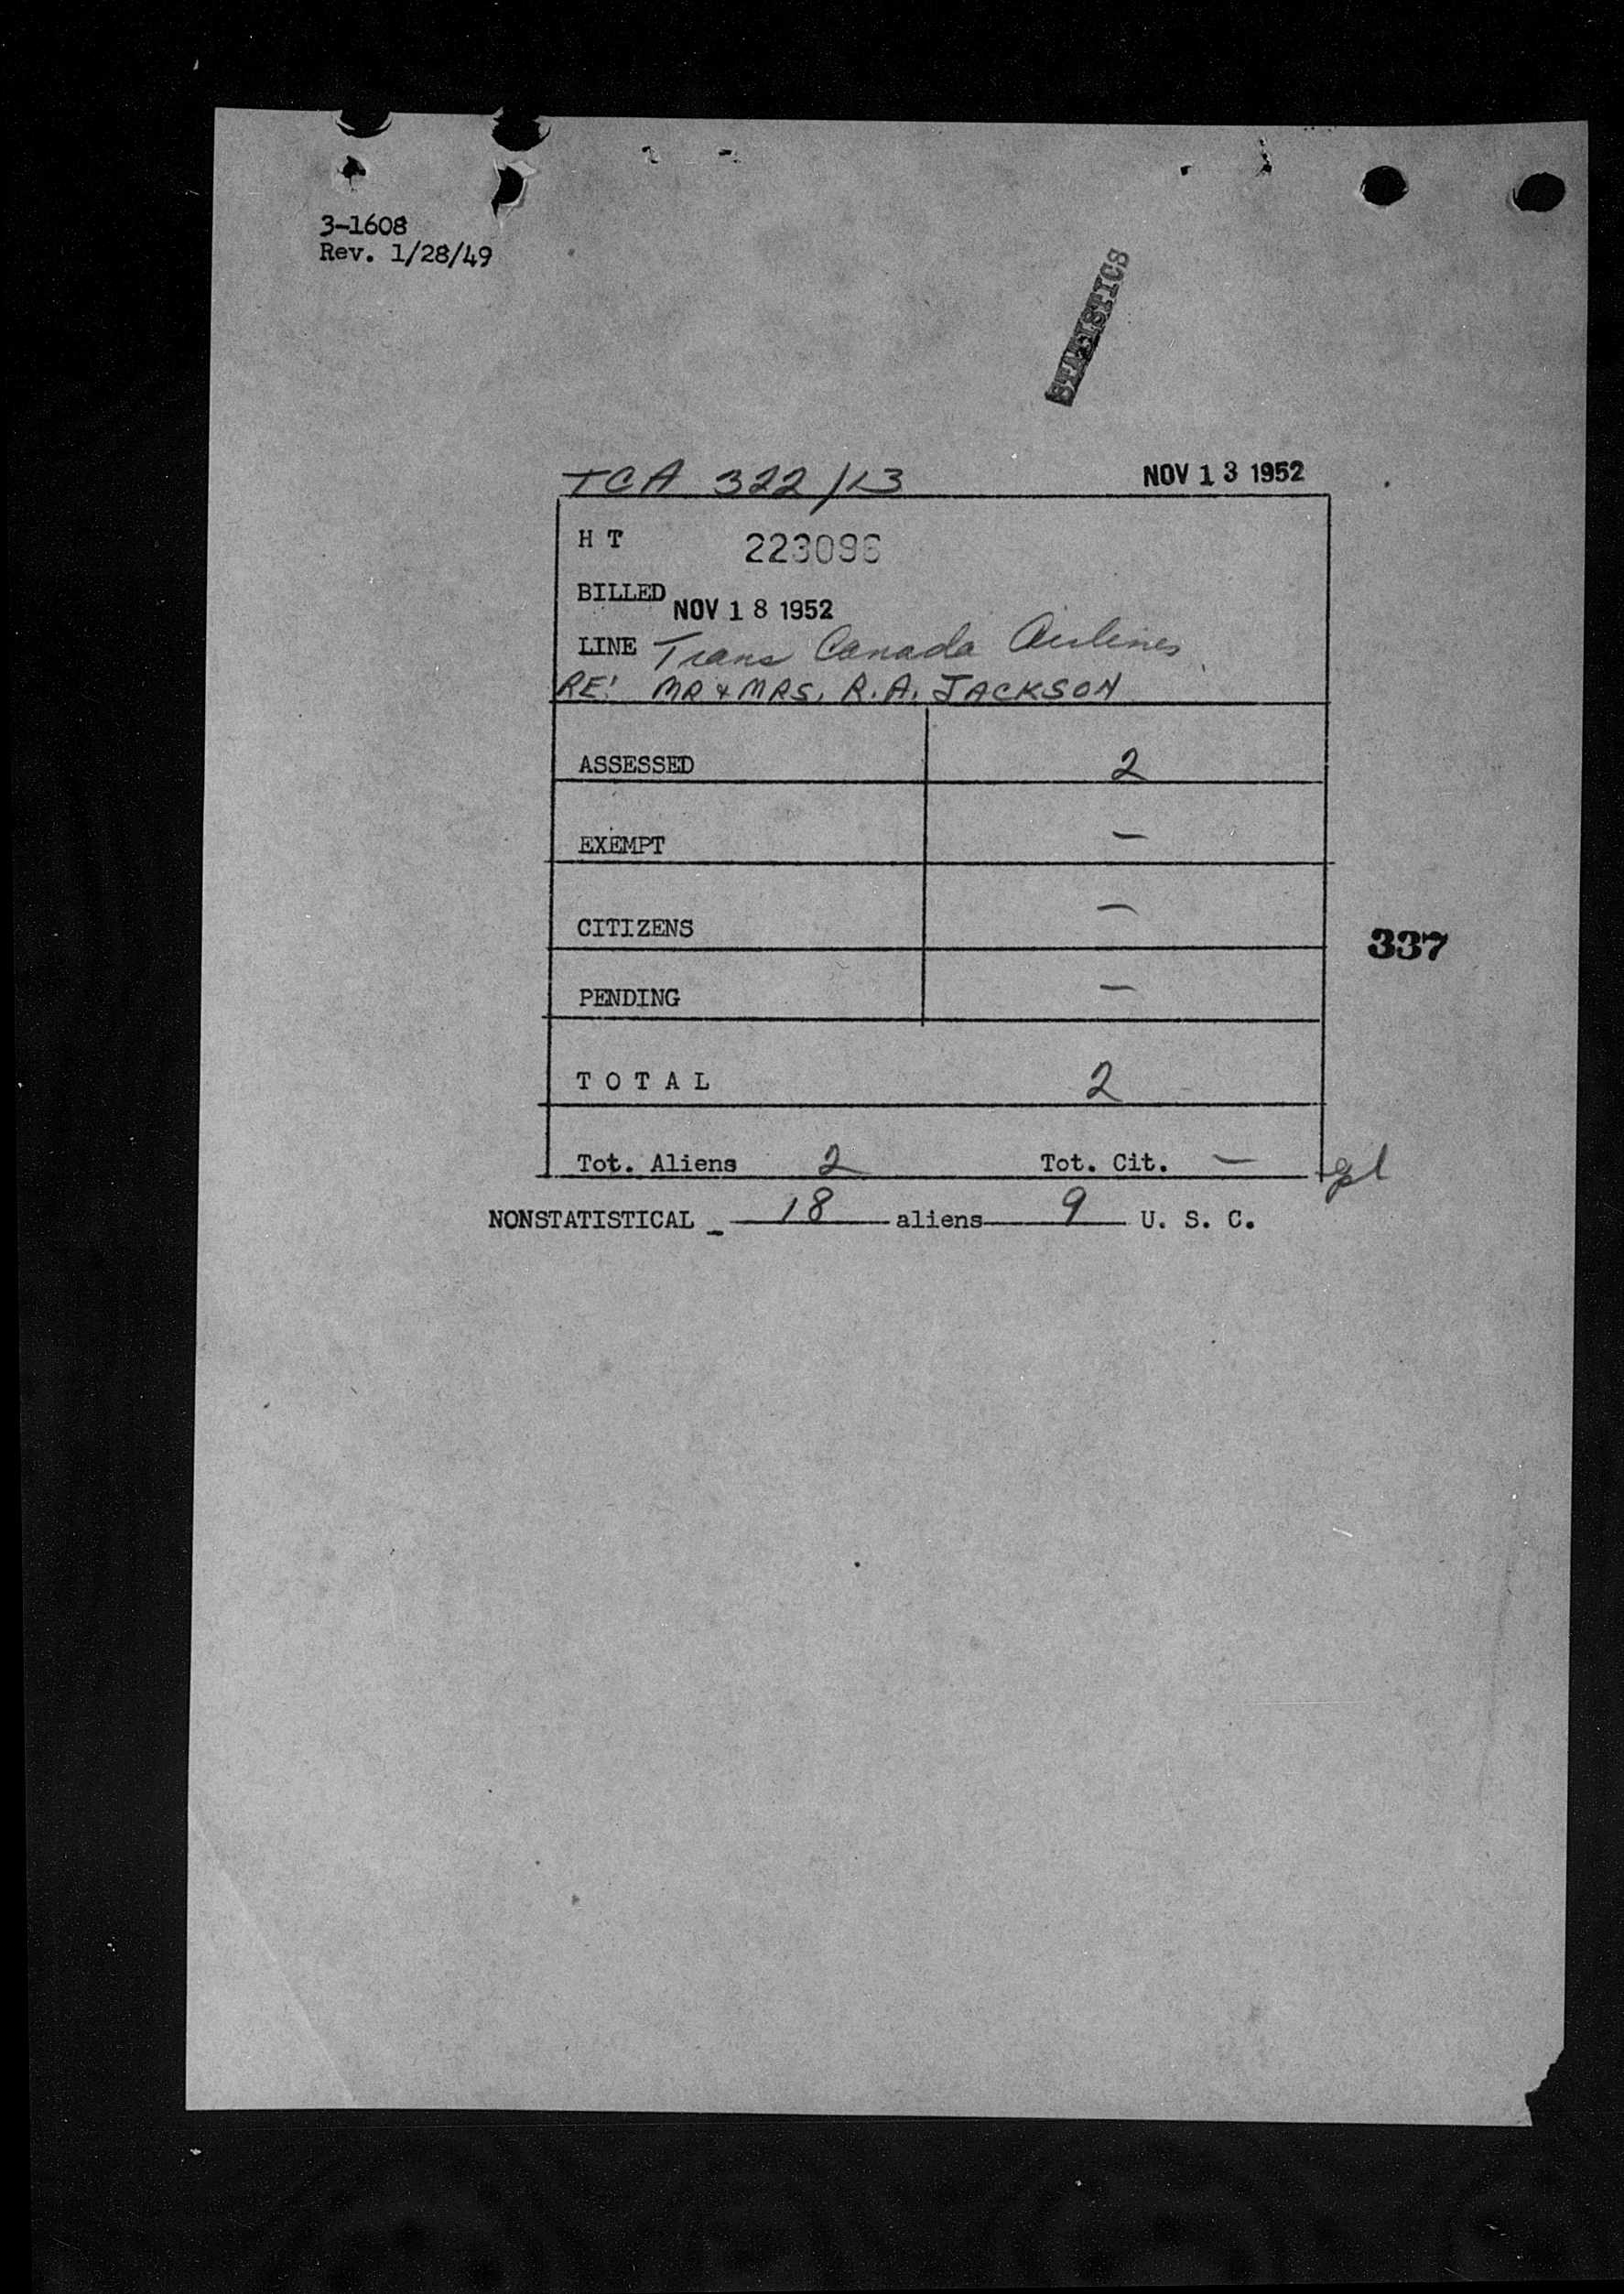 3-1608
Rev. 1/28/49
STATISTICS
TCA 322/13 NOV 13 1952
H T 223096
BILLED NOV 18 1952
LINE Trans Canada Airlines
RE: MR & MRS. R.A. JACKSON
ASSESSED 2
EXEMPT —
CITIZENS —
337
PENDING —
T O T A L 2
Tot. Aliens 2 Tot. Cit. —
NONSTATISTICAL - 18 aliens 9 U. S. C.